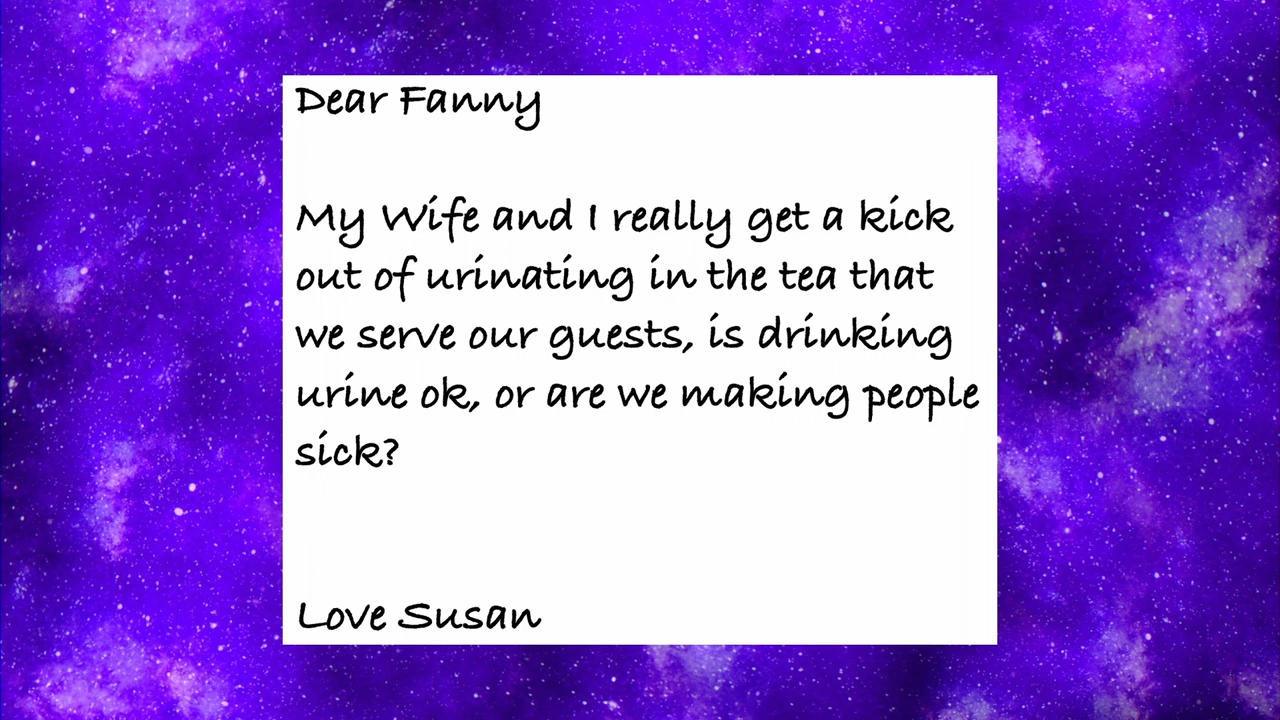 Dear Fanny
My Wife and I really get a kick
out of urinating in the tea that
we serve our guests, is drinking
urine ok, or are we making people
sick?
Love Susan